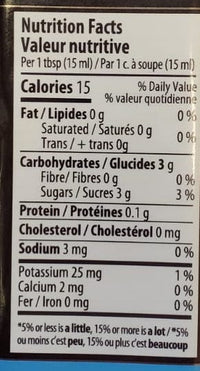 Nutrition Facts
Valeur nutritive
Per 1 tbsp (15 ml) / Par 1 c. à soupe (15 ml)
Calories 15 % Daily Value
% valeur quotidienne
Fat / Lipides 0 g 0 %
Saturated / Saturés 0 g 0 %
Trans / + trans 0g
Carbohydrates / Glucides 3 g
Fibre/ Fibres 0 g 0 %
Sugars / Sucres 3 g 3 %
Protein / Protéines 0.1 g
Cholesterol / Cholestérol 0 mg
Sodium 3 mg 0 %
Potassium 25 mg 1 %
Calcium 2 mg 0 %
Fer / Iron 0 mg 0 %
*5% or less is a little, 15% or more is a lot / *5%
ou moins c'est peu, 15% ou plus c'est beaucoup